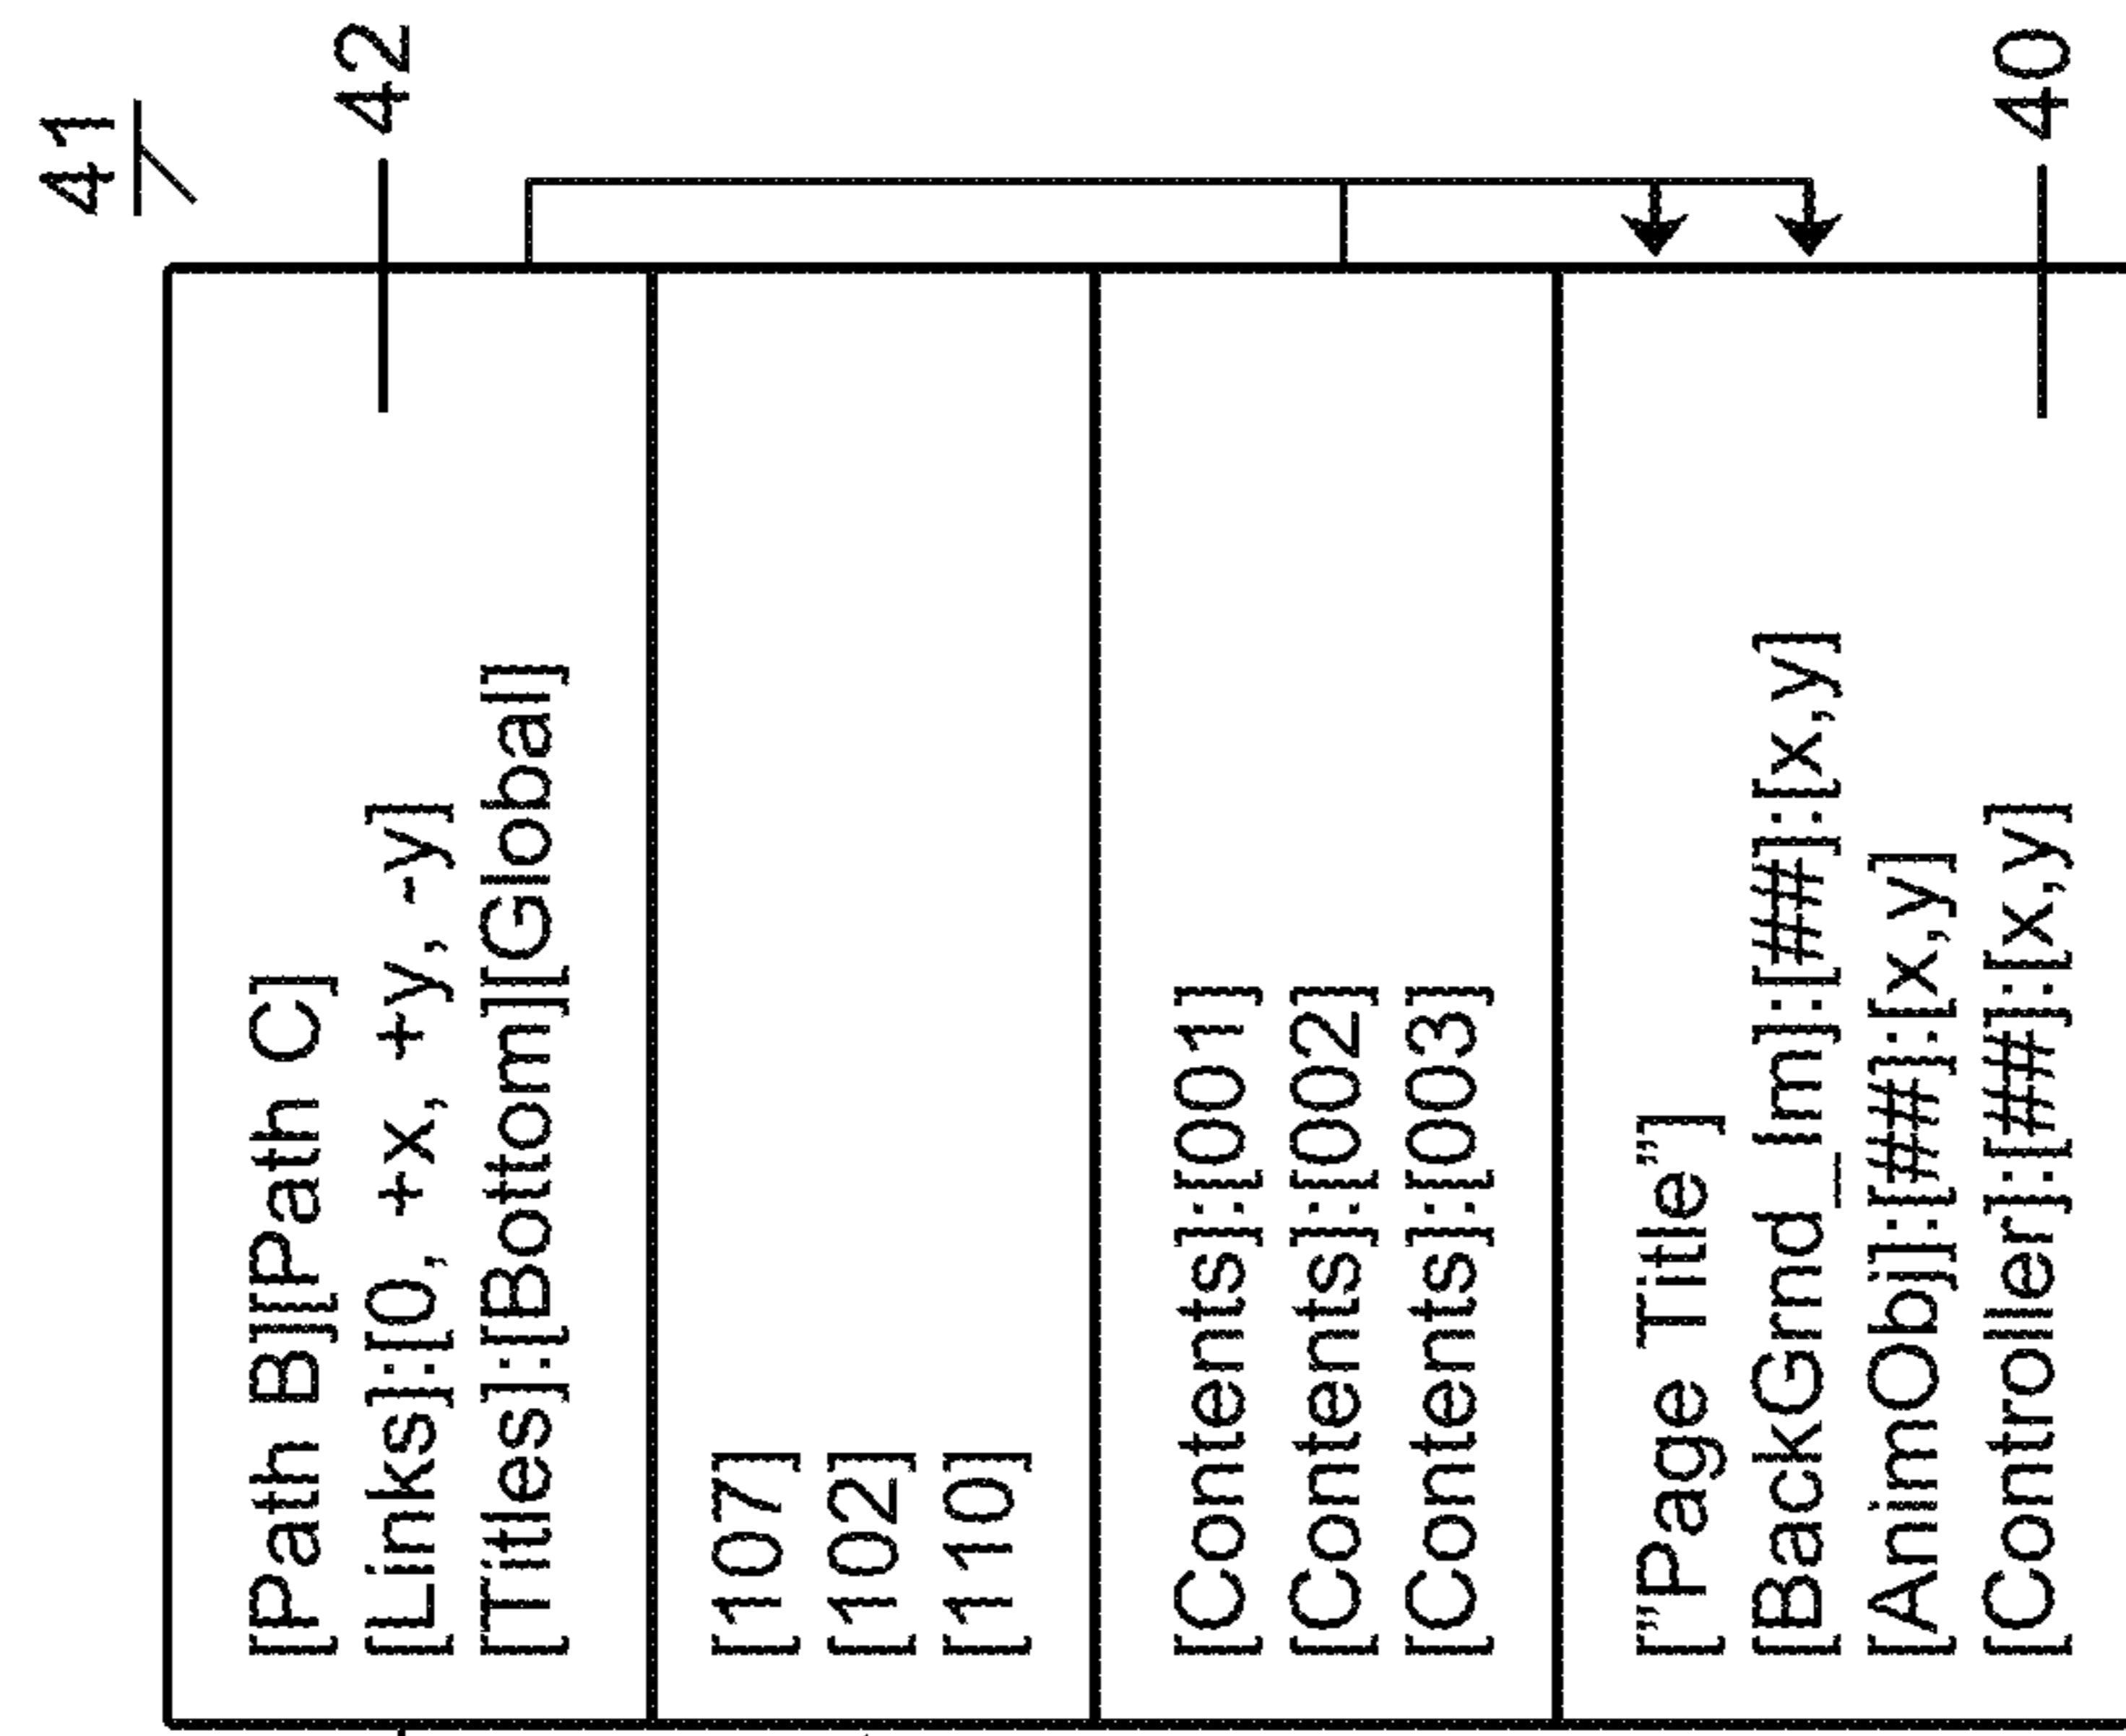 41
42
[Path B][Path C]
[Links]:[0, +x, +y, -y]
[Titles]:[Bottom][Global]
[107]
[102]
[110]
[Contents]:[001]
[Contents]:[002]
[Contents]:[003]
[”Page Title”]
[BackGrnd_Im]:[##]:[x,y]
[AnimObj]:[##]:[x,y]
[Controller]:[##]:[x,y]
40